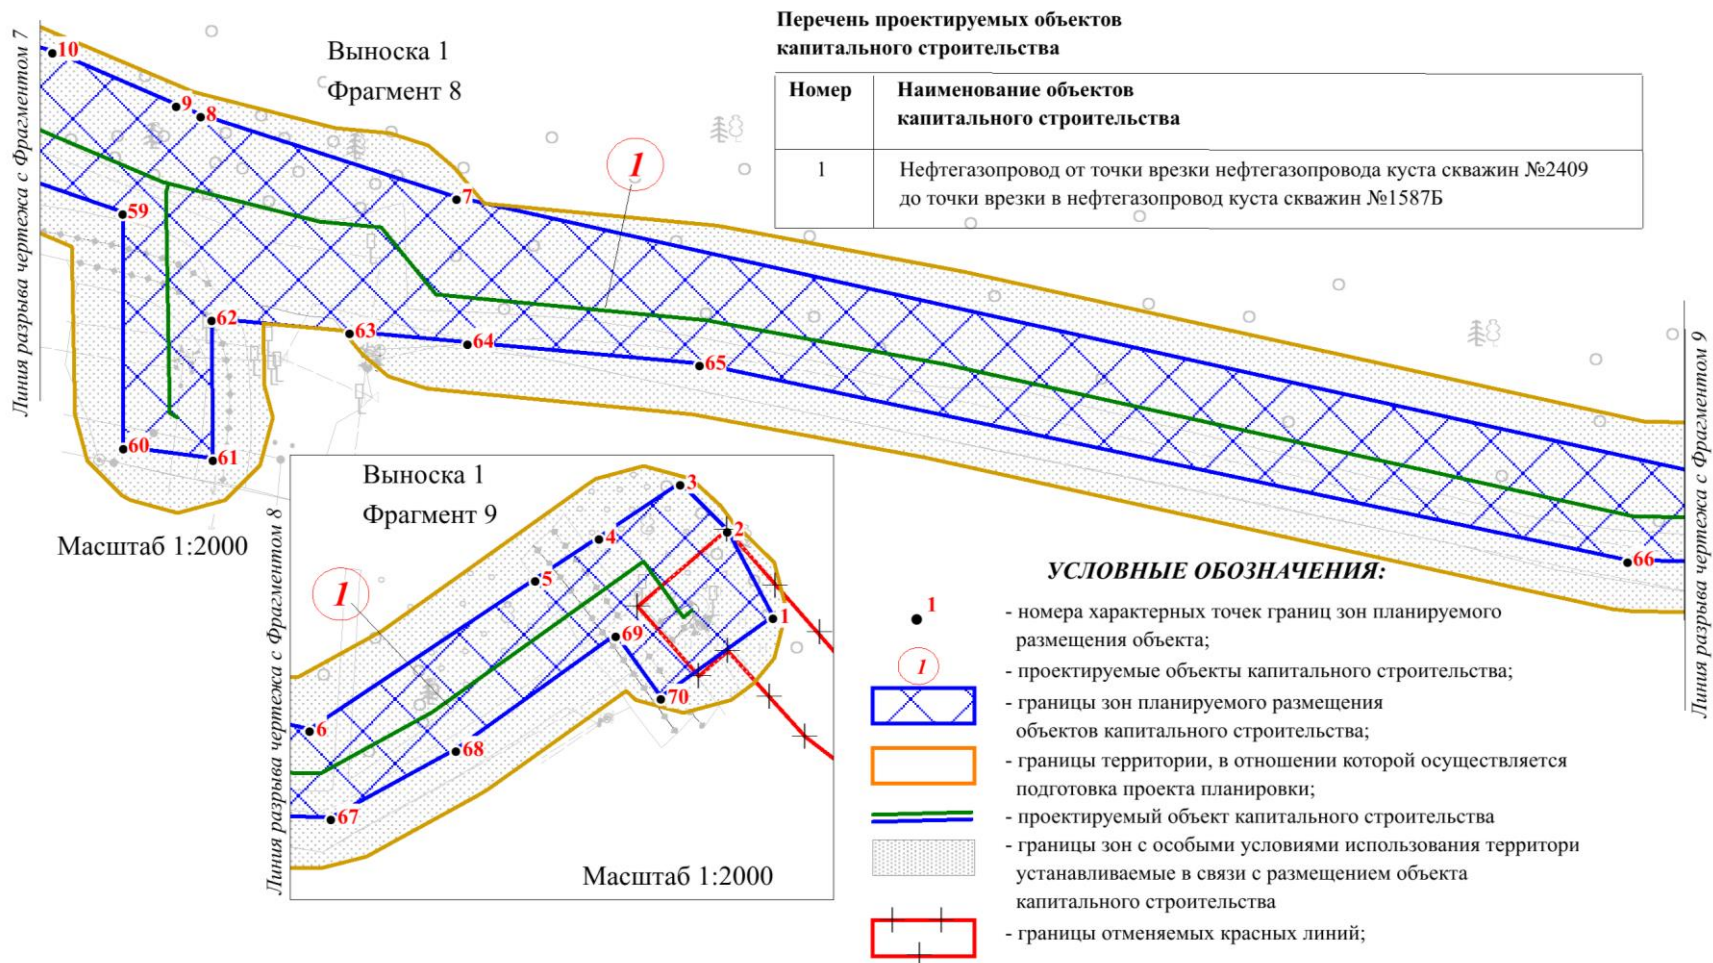 Линия разрыва чертежа с Фрагментом 7
Выноска 1
Фрагмент 8
10
9
8
7
59
62
63
64
65
60
61
66
1
Масштаб 1:2000
Перечень проектируемых объектов
капитального строительства
Номер
Наименование объектов
капитального строительства
1
Нефтегазопровод от точки врезки нефтегазопровода куста скважин №2409
до точки врезки в нефтегазопровод куста скважин №1587Б
Линия разрыва чертежа с Фрагментом 9
Линия разрыва чертежа с Фрагментом 8
Выноска 1
Фрагмент 9
3
2
4
5
1
1
69
70
6
68
67
Масштаб 1:2000
УСЛОВНЫЕ ОБОЗНАЧЕНИЯ:
1
- номера характерных точек границ зон планируемого
размещения объекта;
1
- проектируемые объекты капитального строительства;
- границы зон планируемого размещения
объектов капитального строительства;
- границы территории, в отношении которой осуществляется
подготовка проекта планировки;
- проектируемый объект капитального строительства
- границы зон с особыми условиями использования територи
устанавливаемые в связи с размещением объекта
капитального строительства
- границы отменяемых красных линий;